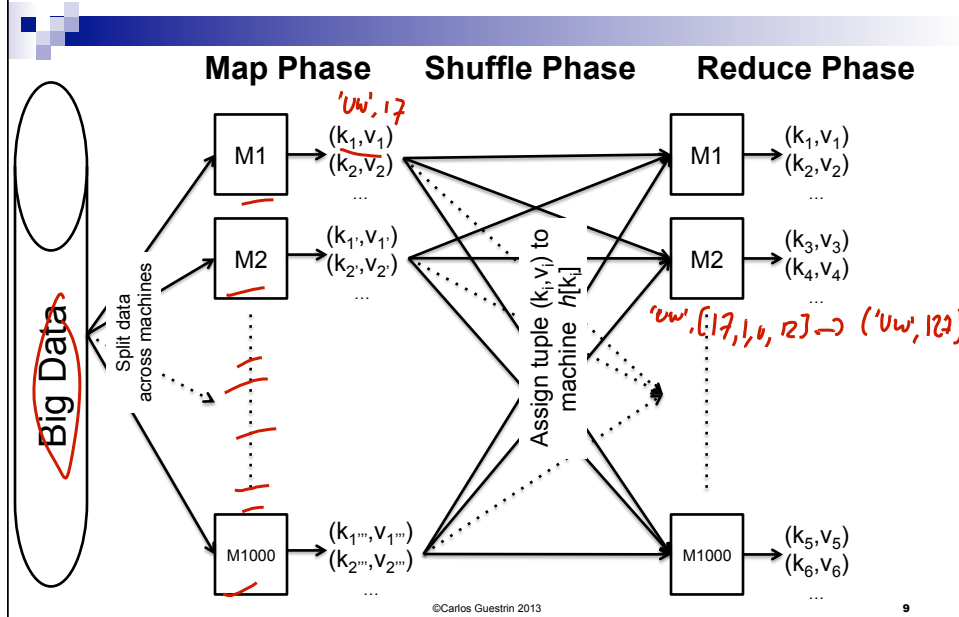 Map Phase
Shuffle Phase
Reduce Phase
Big Data
Split data
across machines
M1
'UW', 17
(k₁,v₁)
(k₂,v₂)
...
M2
(k₁',v₁')
(k₂',v₂')
...
M1000
(k₁''',v₁''')
(k₂''',v₂''')
...
Assign tuple (kᵢ,vᵢ) to
machine h[kᵢ]
M1
(k₁,v₁)
(k₂,v₂)
...
M2
(k₃,v₃)
(k₄,v₄)
...
'UW', [17,1,0,12] → ('UW', 127)
M1000
(k₅,v₅)
(k₆,v₆)
...
©Carlos Guestrin 2013
9